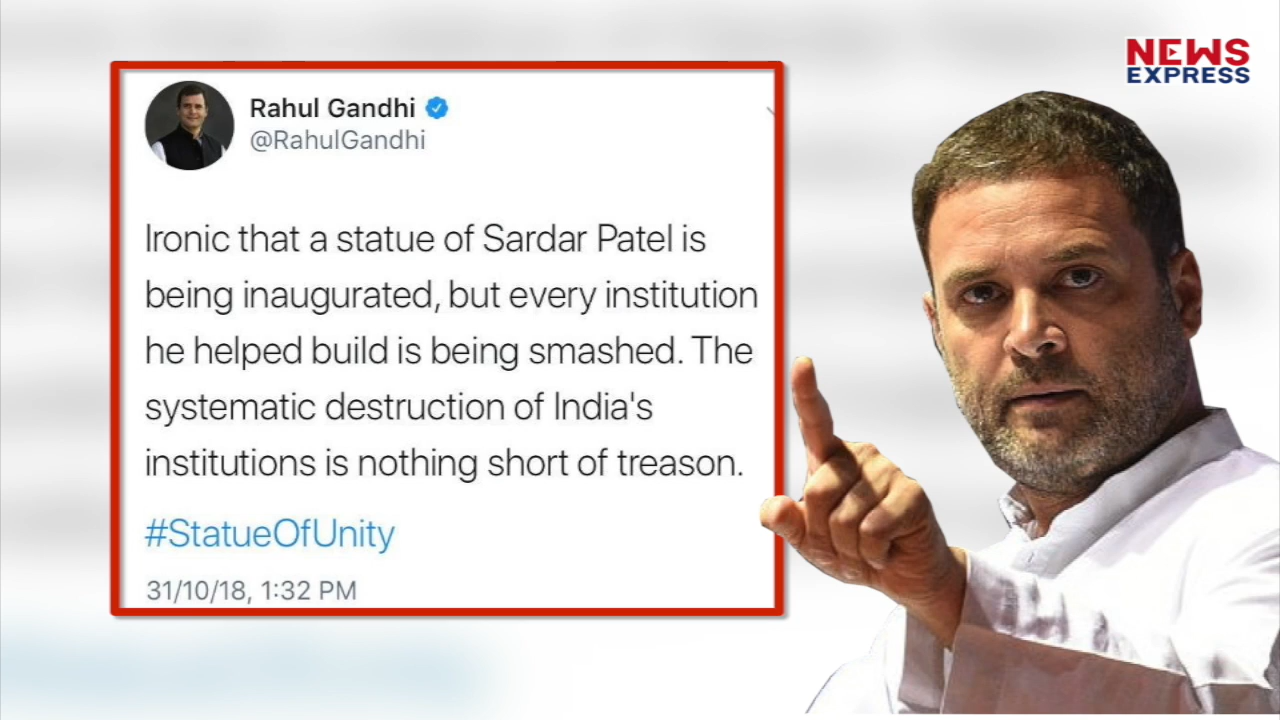 NEWS
EXPRESS
Rahul Gandhi
@RahulGandhi
Ironic that a statue of Sardar Patel is
being inaugurated, but every institution
he helped build is being smashed. The
systematic destruction of India's
institutions is nothing short of treason.
#StatueOfUnity
31/10/18, 1:32 PM